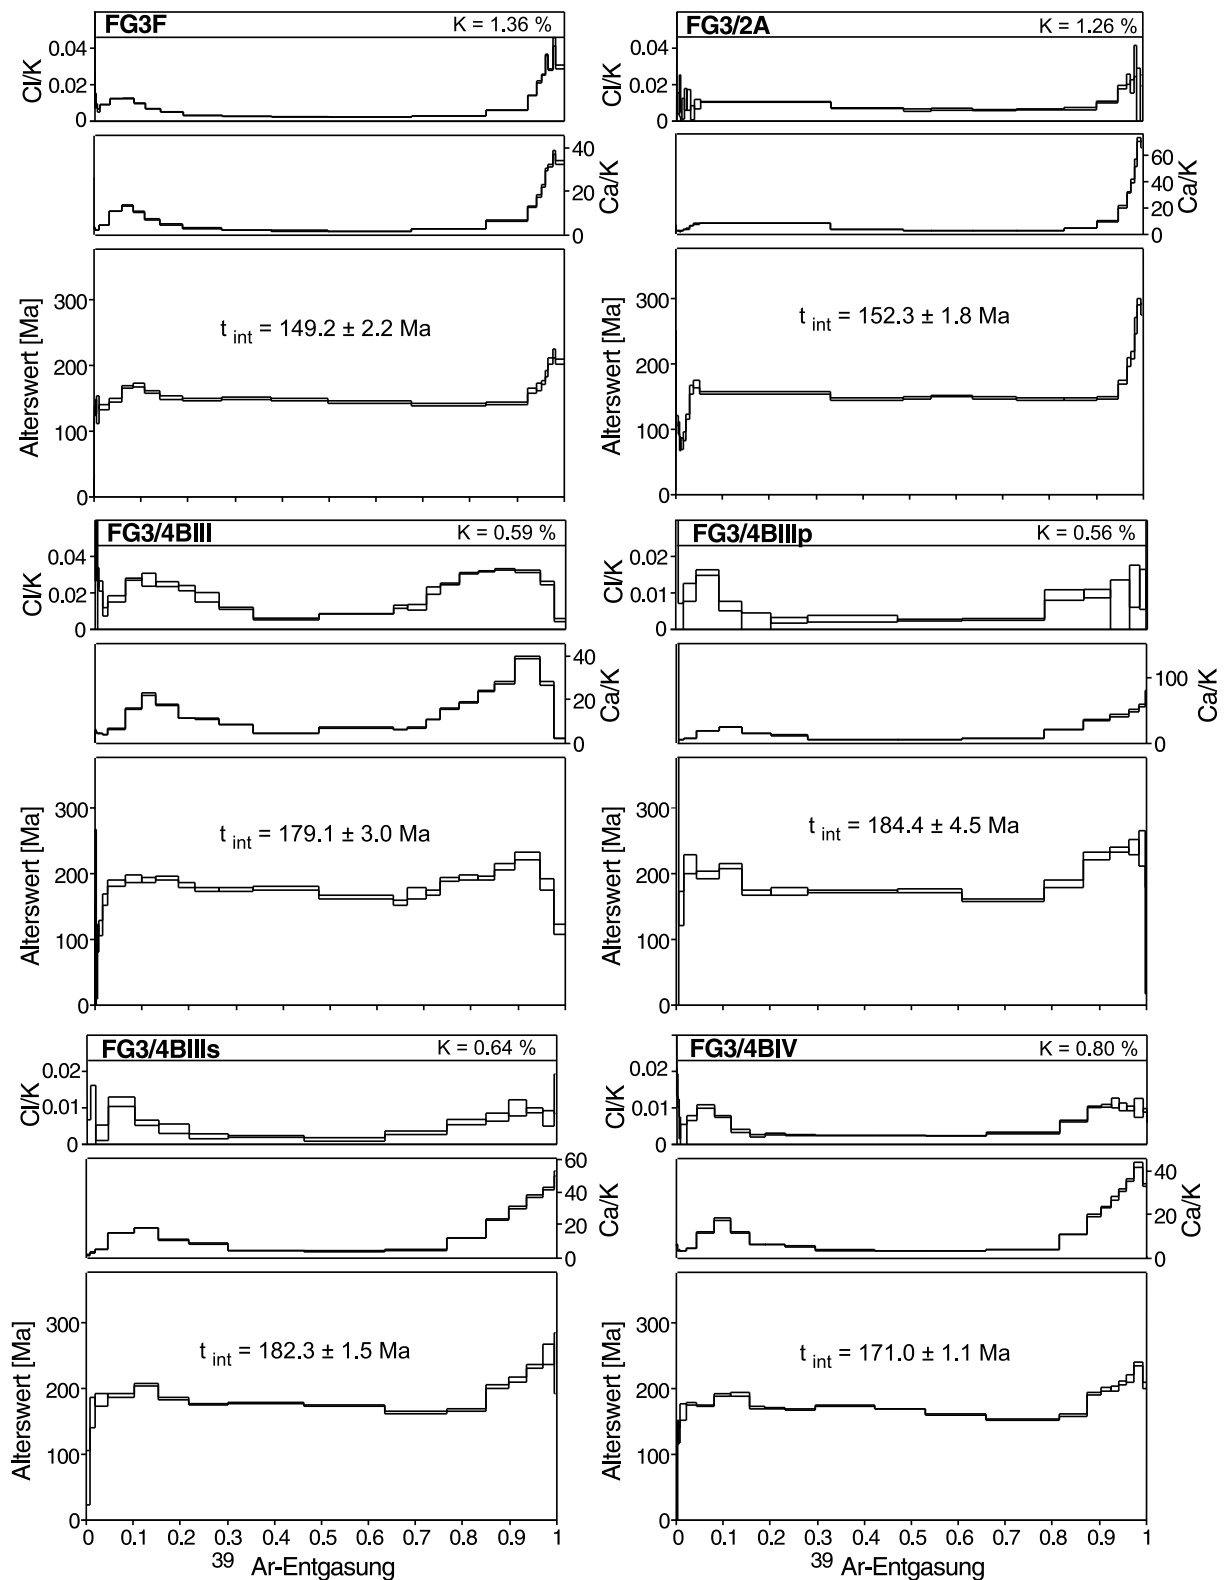 FG3F K = 1.36 %
0.04
0.02
0
Cl/K
40
20
0
Ca/K
300
200
100
0
Alterswert [Ma]
t int = 149.2 ± 2.2 Ma
FG3/2A K = 1.26 %
0.04
0.02
0
Cl/K
60
40
20
0
Ca/K
300
200
100
0
Alterswert [Ma]
t int = 152.3 ± 1.8 Ma
FG3/4BIII K = 0.59 %
0.04
0.02
0
Cl/K
40
20
0
Ca/K
300
200
100
0
Alterswert [Ma]
t int = 179.1 ± 3.0 Ma
FG3/4BIIIp K = 0.56 %
0.02
0.01
0
Cl/K
100
0
Ca/K
300
200
100
0
Alterswert [Ma]
t int = 184.4 ± 4.5 Ma
FG3/4BIIIs K = 0.64 %
0.02
0.01
0
Cl/K
60
40
20
0
Ca/K
300
200
100
0
Alterswert [Ma]
t int = 182.3 ± 1.5 Ma
0 0.1 0.2 0.3 0.4 0.5 0.6 0.7 0.8 0.9 1
39 Ar-Entgasung
FG3/4BIV K = 0.80 %
0.02
0.01
0
Cl/K
40
20
0
Ca/K
300
200
100
0
Alterswert [Ma]
t int = 171.0 ± 1.1 Ma
0 0.1 0.2 0.3 0.4 0.5 0.6 0.7 0.8 0.9 1
39 Ar-Entgasung